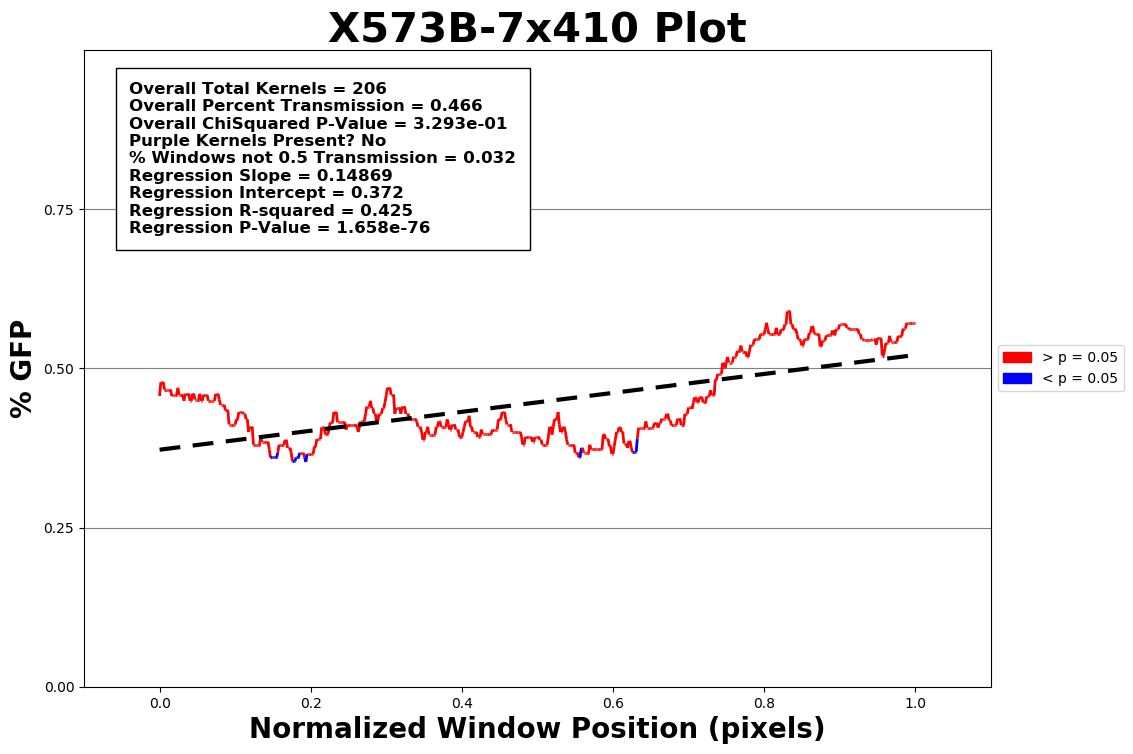 X573B-7x410 Plot
Overall Total Kernels = 206
Overall Percent Transmission = 0.466
Overall ChiSquared P-Value = 3.293e-01
Purple Kernels Present? No
% Windows not 0.5 Transmission = 0.032
Regression Slope = 0.14869
Regression Intercept = 0.372
Regression R-squared = 0.425
Regression P-Value = 1.658e-76
% GFP
0.75
0.50
0.25
0.00
0.0 0.2 0.4 0.6 0.8 1.0
Normalized Window Position (pixels)
> p = 0.05
< p = 0.05